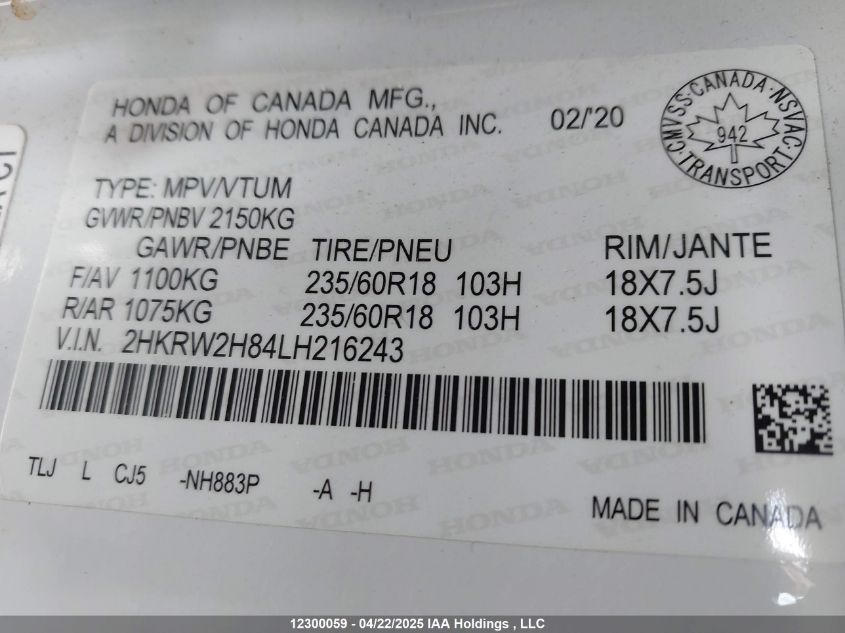 HONDA OF CANADA MFG.,
A DIVISION OF HONDA CANADA INC. 02/'20
CMVSS·CANADA·NSVAC·TRANSPORT·
942
TYPE: MPV/VTUM
GVWR/PNBV 2150KG
GAWR/PNBE TIRE/PNEU RIM/JANTE
F/AV 1100KG 235/60R18 103H 18X7.5J
R/AR 1075KG 235/60R18 103H 18X7.5J
V.I.N. 2HKRW2H84LH216243
TLJ L CJ5 -NH883P -A -H
MADE IN CANADA
12300059 - 04/22/2025 IAA Holdings , LLC